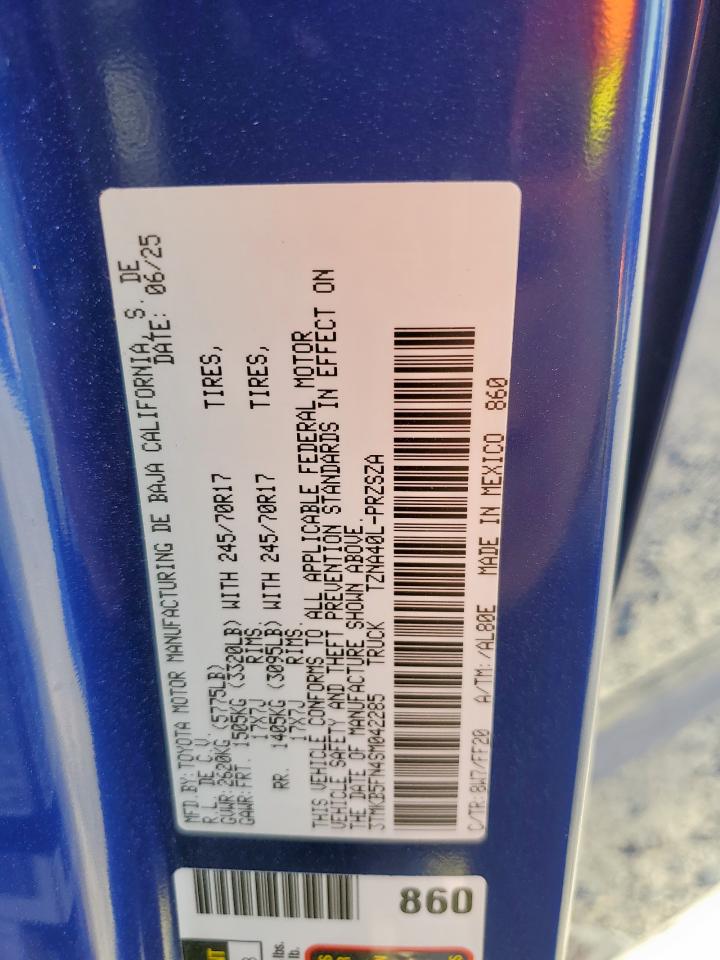 MFD.BY:TOYOTA MOTOR MANUFACTURING DE BAJA CALIFORNIA, S. DE
R.L. DE C.V. DATE: 06/25
GVWR:2620KG (5775LB)
GAWR:FRT. 1505KG (3320LB) WITH 245/70R17 TIRES,
17X7J RIMS,
RR. 1405KG (3095LB) WITH 245/70R17 TIRES,
17X7J RIMS.
THIS VEHICLE CONFORMS TO ALL APPLICABLE FEDERAL MOTOR
VEHICLE SAFETY AND THEFT PREVENTION STANDARDS IN EFFECT ON
THE DATE OF MANUFACTURE SHOWN ABOVE.
3TMKB5FN4SM042285 TRUCK TZNA40L-PRZSZA
C/TR:8W7/FF20 A/TM:/AL80E MADE IN MEXICO 860
860
lbs.
lb.